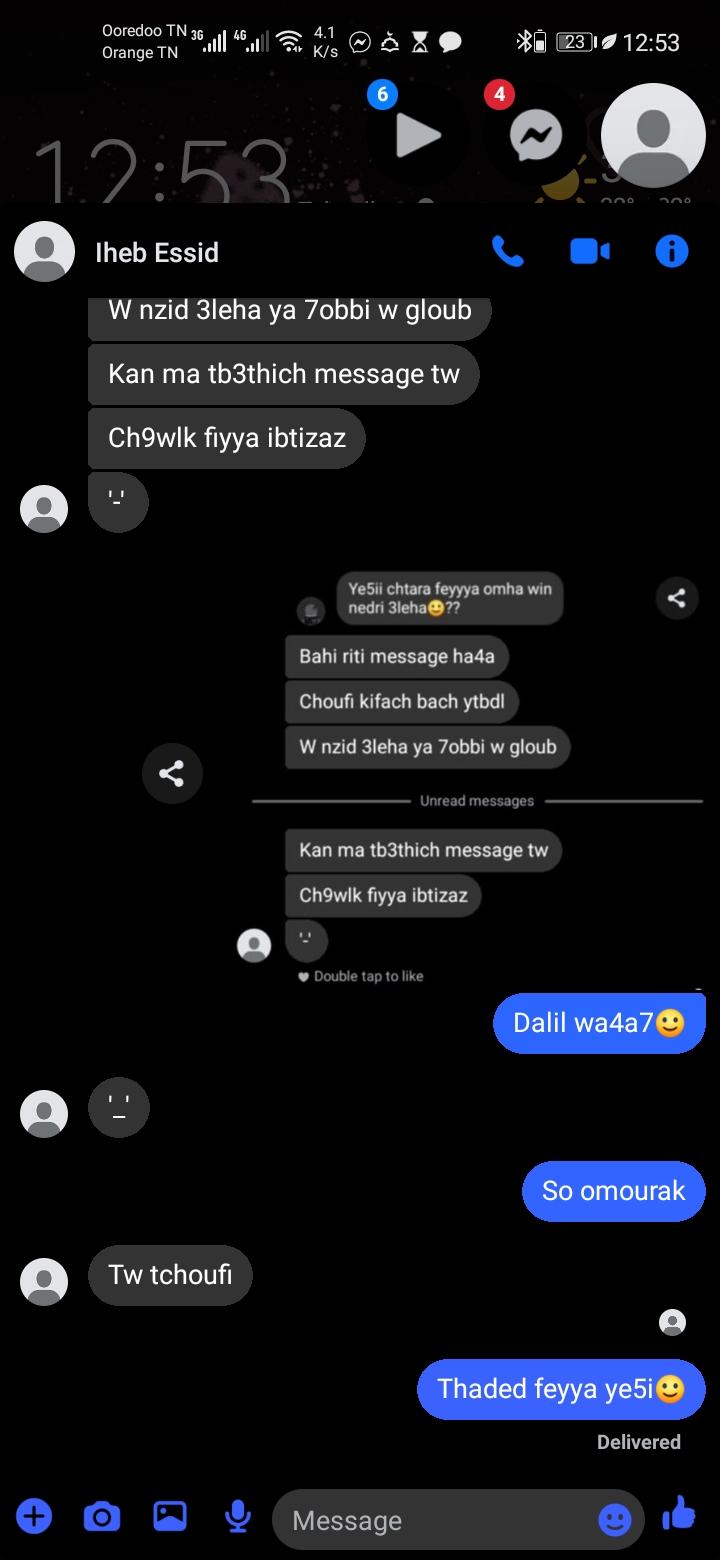 Ooredoo TN 3G 4G 4.1 23 12:53
Orange TN K/s
6 4
12:53
Iheb Essid
W nzid 3leha ya 7obbi w gloub
Kan ma tb3thich message tw
Ch9wlk fiyya ibtizaz
'-'
Ye5ii chtara feyyya omha win
nedri 3leha🙂??
Bahi riti message ha4a
Choufi kifach bach ytbdl
W nzid 3leha ya 7obbi w gloub
Unread messages
Kan ma tb3thich message tw
Ch9wlk fiyya ibtizaz
'-'
Double tap to like
Dalil wa4a7🙂
'_'
So omourak
Tw tchoufi
Thaded feyya ye5i🙂
Delivered
Message